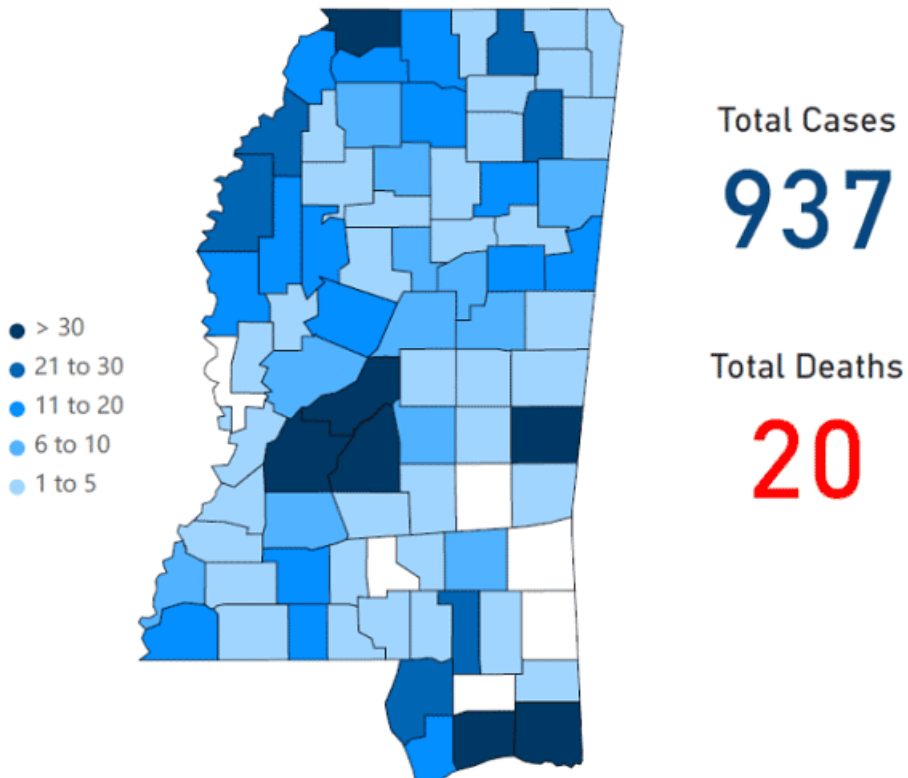 Total Cases
937
> 30
21 to 30
11 to 20
6 to 10
1 to 5
Total Deaths
20